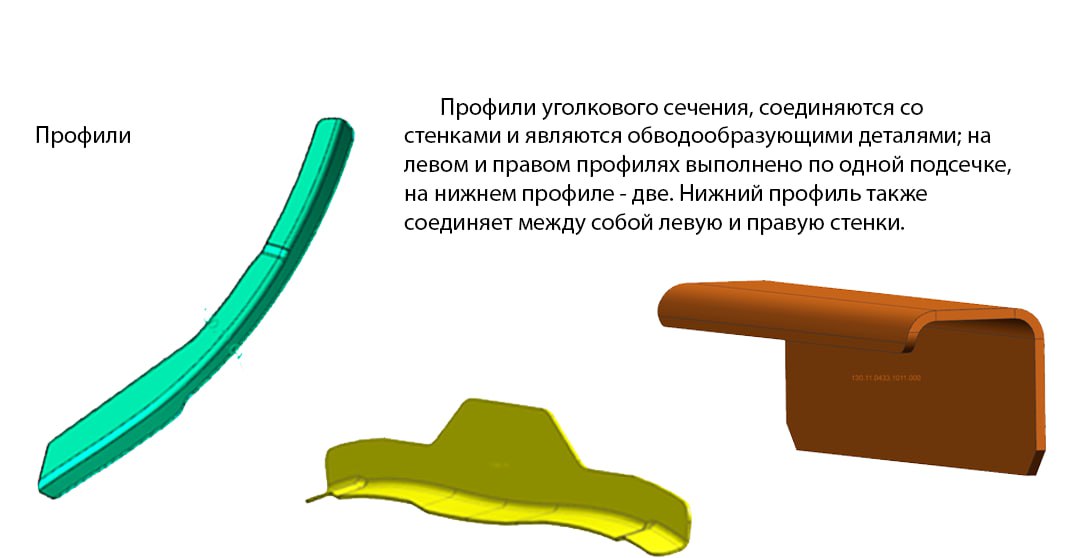 Профили
Профили уголкового сечения, соединяются со
стенками и являются обводообразующими деталями; на
левом и правом профилях выполнено по одной подсечке,
на нижнем профиле - две. Нижний профиль также
соединяет между собой левую и правую стенки.